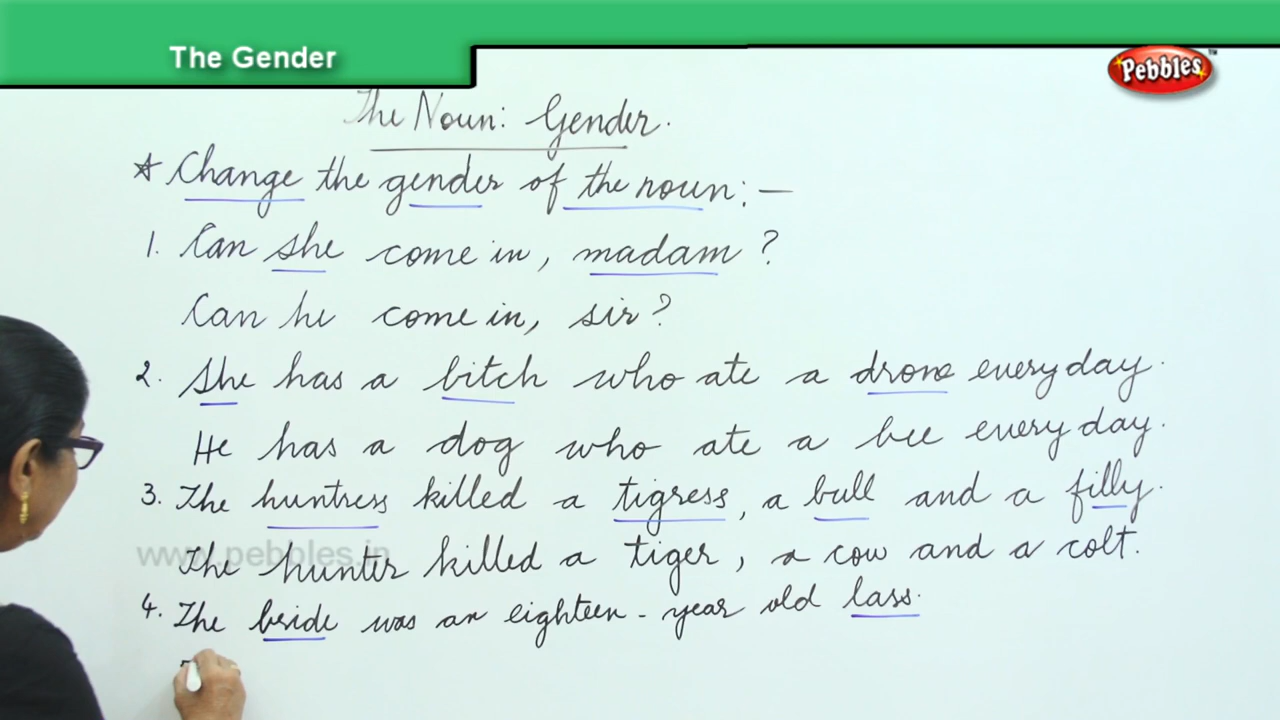 The Gender
Pebbles™
The Noun: Gender.
☆ Change the gender of the noun:—
1. Can she come in, madam?
Can he come in, sir?
2. She has a bitch who ate a drone everyday.
He has a dog who ate a bee everyday.
3. The huntress killed a tigress, a bull and a filly.
www.pebbles.in
The hunter killed a tiger, a cow and a colt.
4. The bride was an eighteen-year old lass.